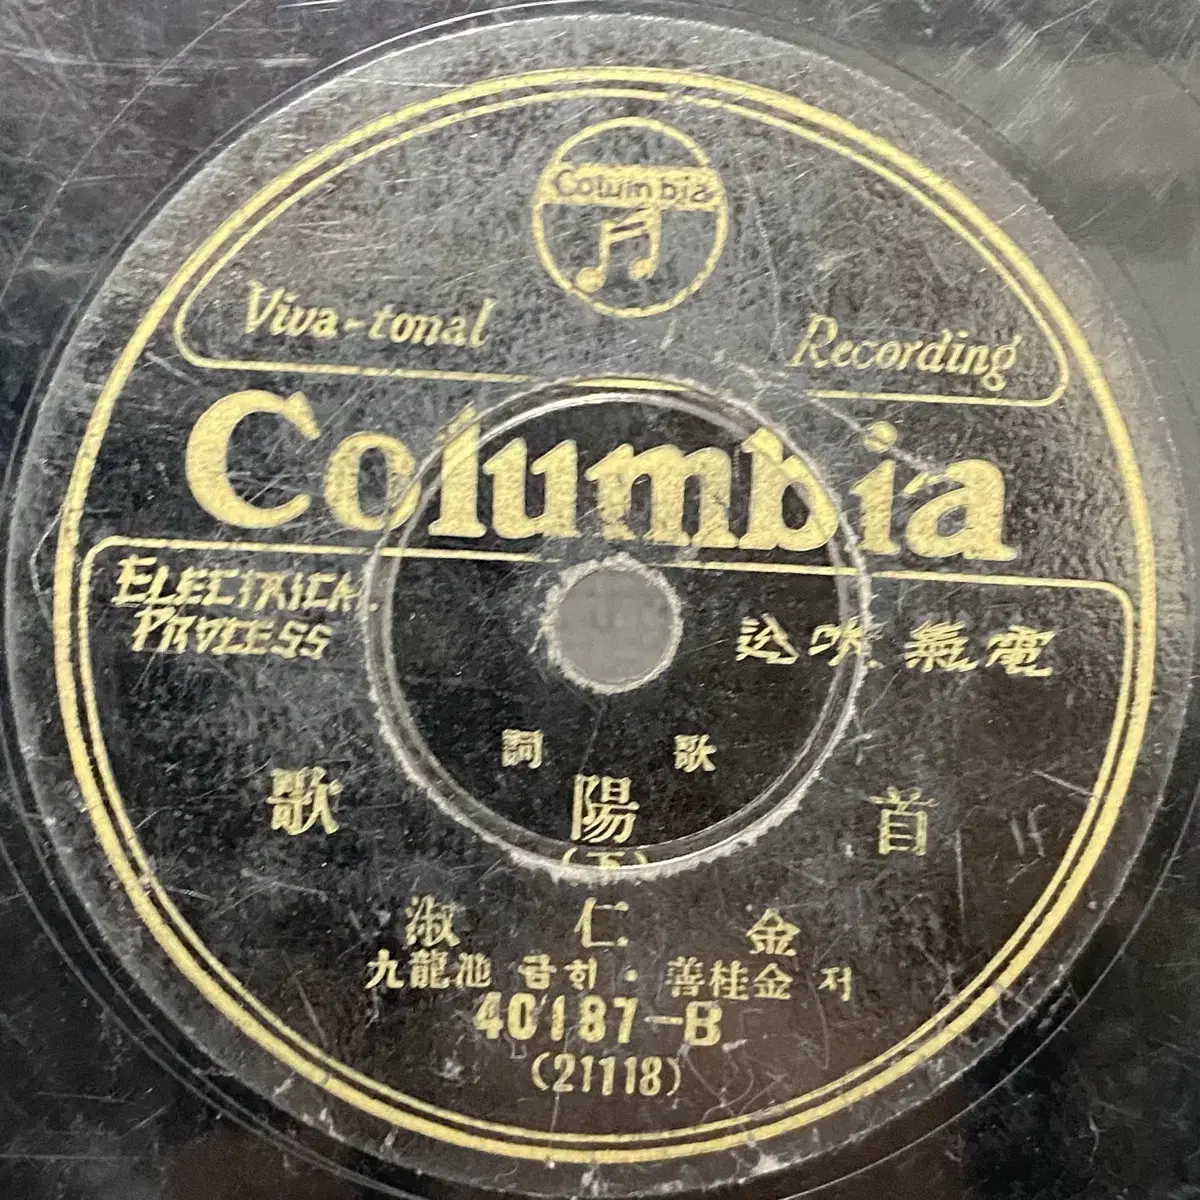 Columbia
Viva-tonal Recording
Columbia
ELECTRICAL
PROCESS
電氣吹込
歌詞
首陽歌
(下)
金仁淑
저 金桂善・히금 池龍九
40187-B
(21118)